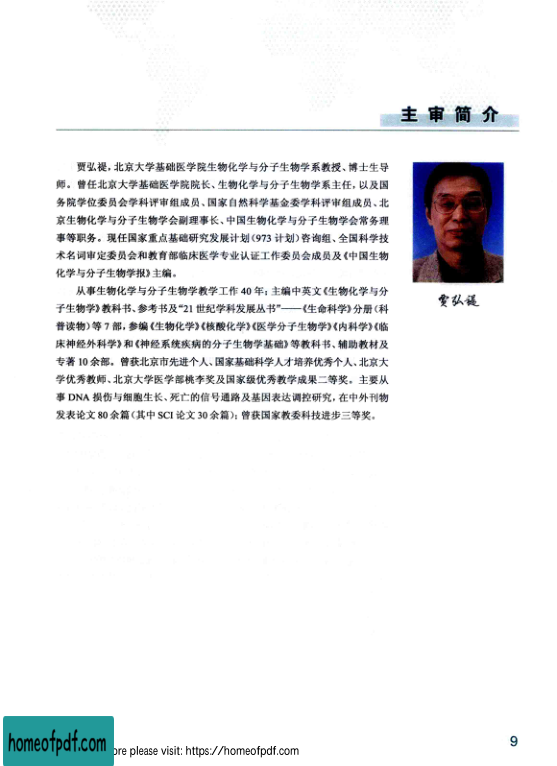 主审简介
贾弘禔，北京大学基础医学院生物化学与分子生物学系教授、博士生导
师。曾任北京大学基础医学院院长、生物化学与分子生物学系主任，以及国
务院学位委员会学科评审组成员、国家自然科学基金委学科评审组成员、北
京生物化学与分子生物学会副理事长、中国生物化学与分子生物学会常务理
事等职务。现任国家重点基础研究发展计划（973 计划）咨询组、全国科学技
术名词审定委员会和教育部临床医学专业认证工作委员会成员及《中国生物
化学与分子生物学报》主编。
从事生物化学与分子生物学教学工作 40 年；主编中英文《生物化学与分
子生物学》教科书、参考书及“21 世纪学科发展丛书”——《生命科学》分册（科
普读物）等 7 部，参编《生物化学》《核酸化学》《医学分子生物学》《内科学》《临
床神经外科学》和《神经系统疾病的分子生物学基础》等教科书、辅助教材及
专著 10 余部。曾获北京市先进个人、国家基础科学人才培养优秀个人、北京大
学优秀教师、北京大学医学部桃李奖及国家级优秀教学成果二等奖。主要从
事 DNA 损伤与细胞生长、死亡的信号通路及基因表达调控研究，在中外刊物
发表论文 80 余篇（其中 SCI 论文 30 余篇）；曾获国家教委科技进步三等奖。
贾弘禔
9
homeofpdf.com
ore please visit: https://homeofpdf.com